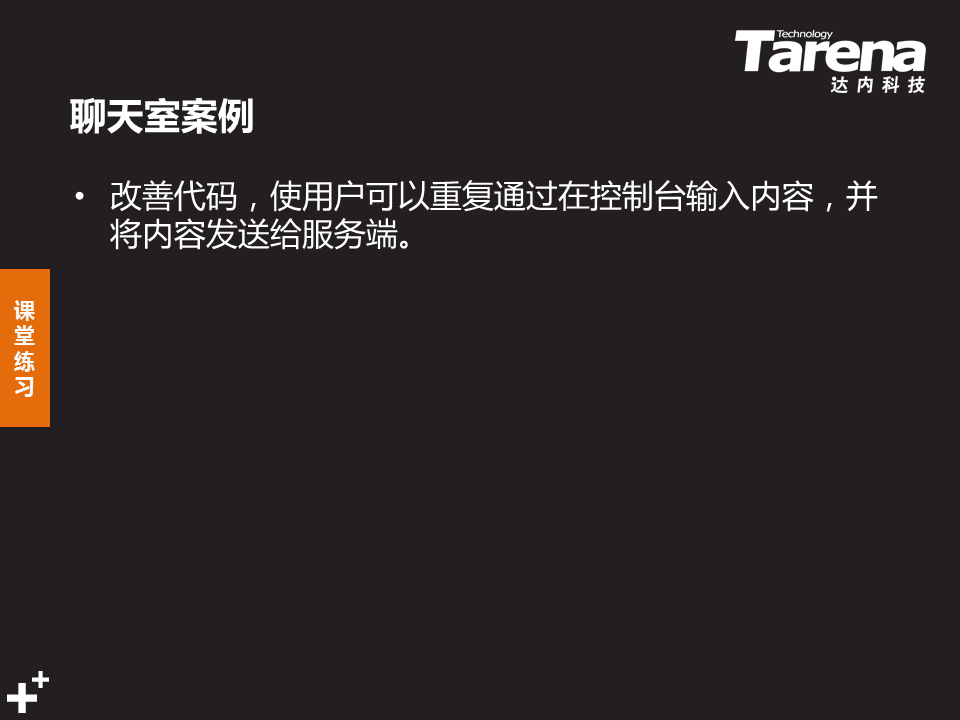 Technology
Tarena
达内科技
聊天室案例
• 改善代码，使用户可以重复通过在控制台输入内容，并
将内容发送给服务端。
课
堂
练
习